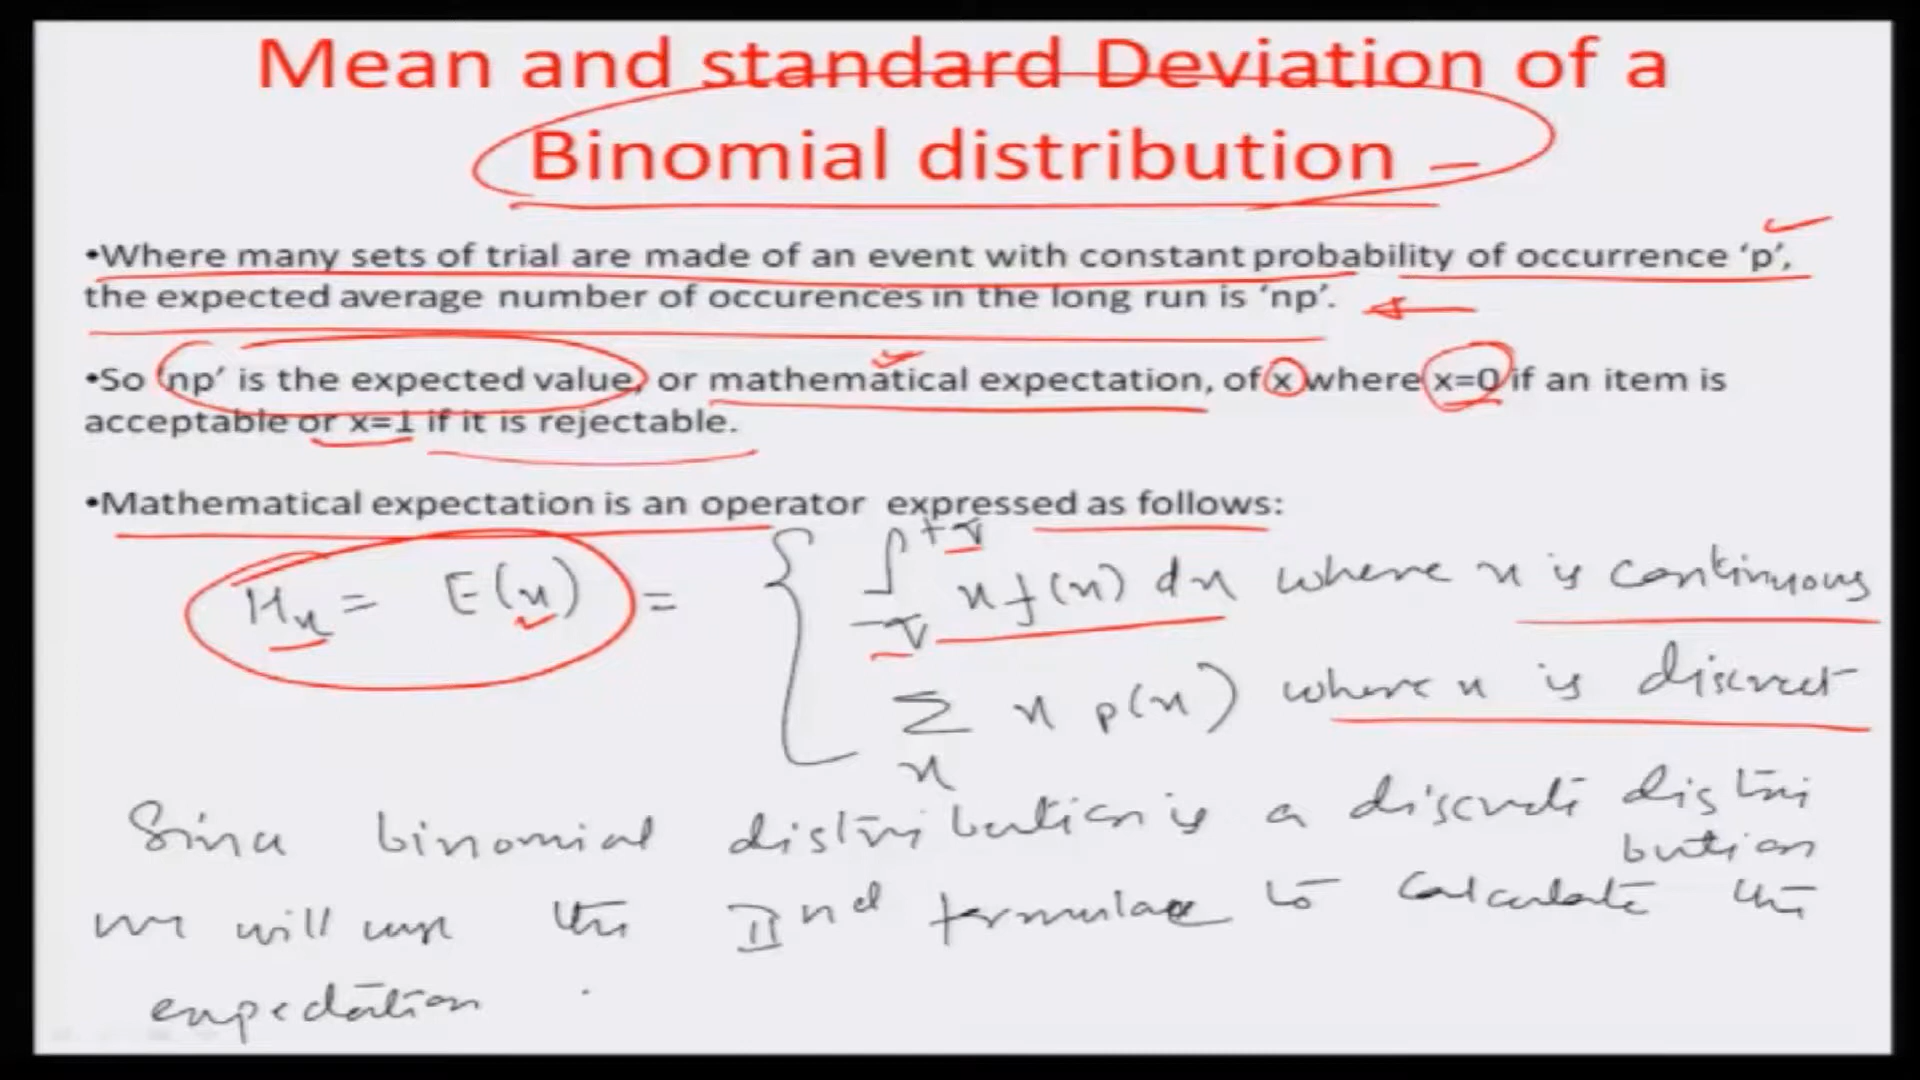 Mean and standard Deviation of a
Binomial distribution
•Where many sets of trial are made of an event with constant probability of occurrence ‘p’,
the expected average number of occurences in the long run is ‘np’.
•So ‘np’ is the expected value, or mathematical expectation, of x where x=0 if an item is
acceptable or x=1 if it is rejectable.
•Mathematical expectation is an operator expressed as follows:
μx = E(x) = { ∫ x f(x) dx where x is continuous
∑x x p(x) where x is discrete
Since binomial distribution is a discrete distri
bution
we will use the IInd formulae to calculate the
expectation .